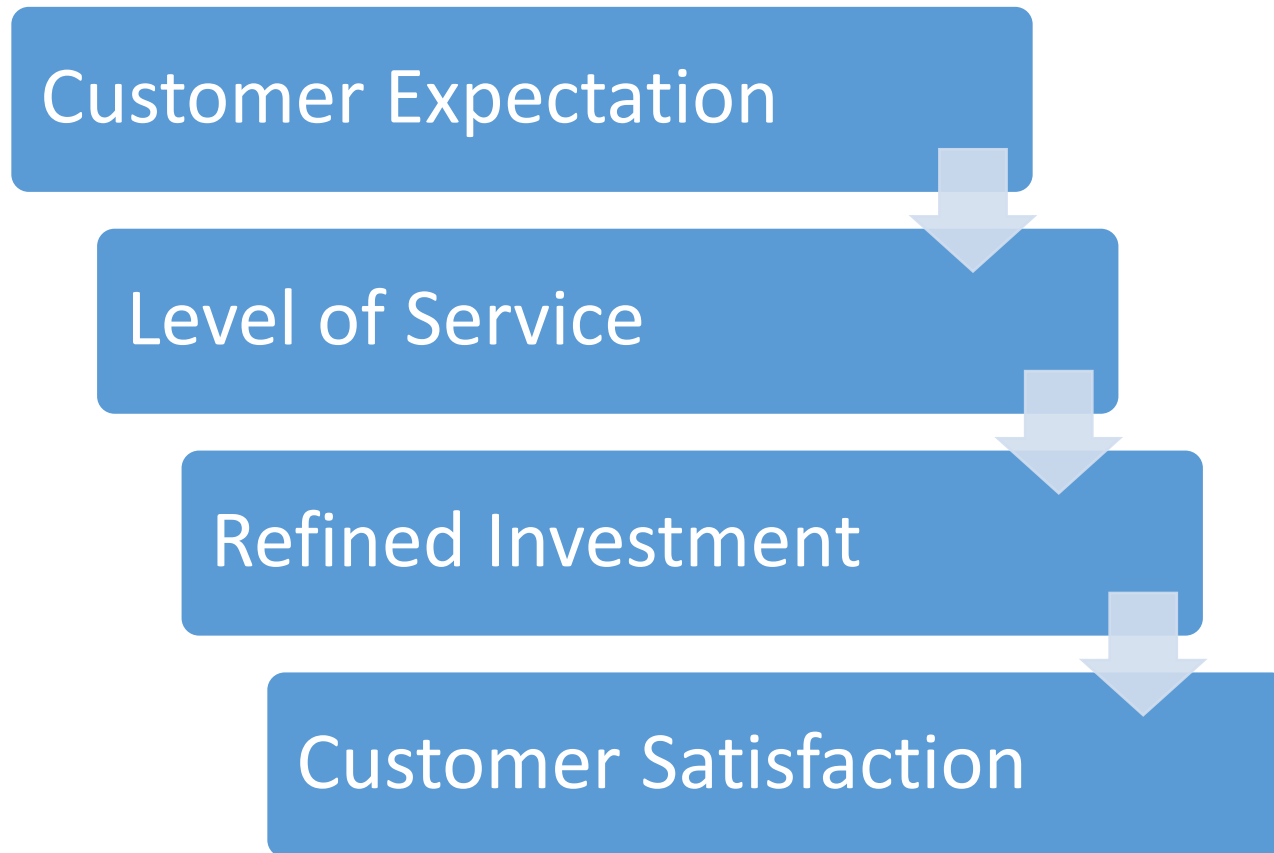 Customer Expectation
Level of Service
Refined Investment
Customer Satisfaction